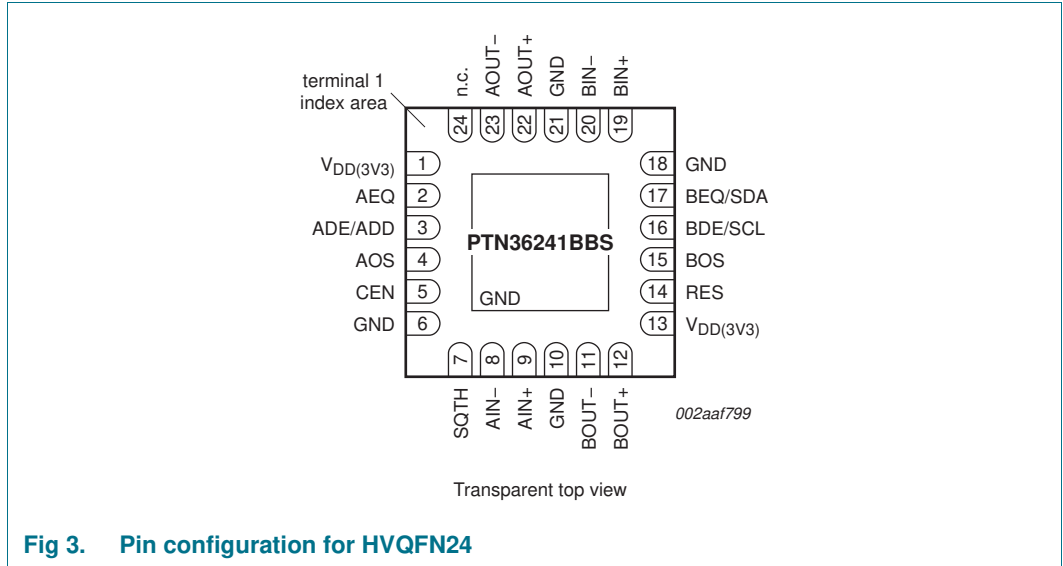 n.c.
AOUT−
AOUT+
GND
BIN−
BIN+
terminal 1
index area
24
23
22
21
20
19
VDD(3V3) 1
AEQ 2
ADE/ADD 3
AOS 4
CEN 5
GND 6
18 GND
17 BEQ/SDA
16 BDE/SCL
15 BOS
14 RES
13 VDD(3V3)
PTN36241BBS
GND
7
8
9
10
11
12
SQTH
AIN−
AIN+
GND
BOUT−
BOUT+
002aaf799
Transparent top view
Fig 3. Pin configuration for HVQFN24